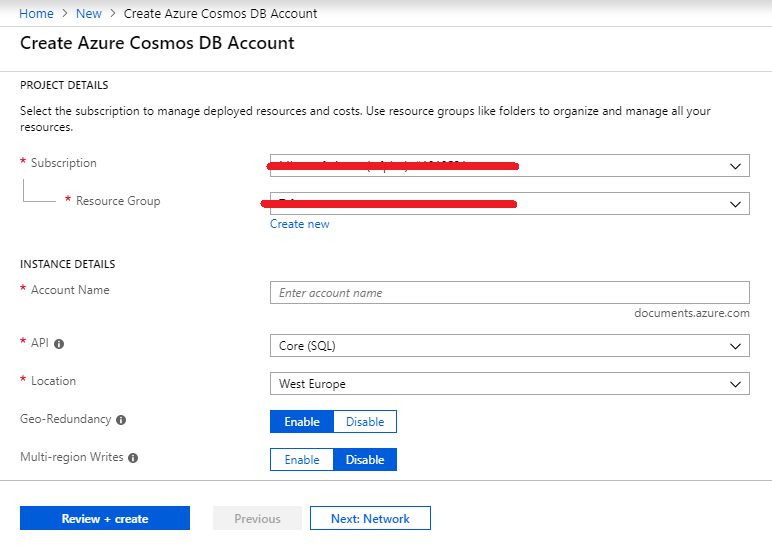 Home > New > Create Azure Cosmos DB Account
Create Azure Cosmos DB Account
PROJECT DETAILS
Select the subscription to manage deployed resources and costs. Use resource groups like folders to organize and manage all your
resources.
* Subscription
* Resource Group
Create new
INSTANCE DETAILS
* Account Name
Enter account name
documents.azure.com
* API
Core (SQL)
* Location
West Europe
Geo-Redundancy
Enable Disable
Multi-region Writes
Enable Disable
Review + create Previous Next: Network